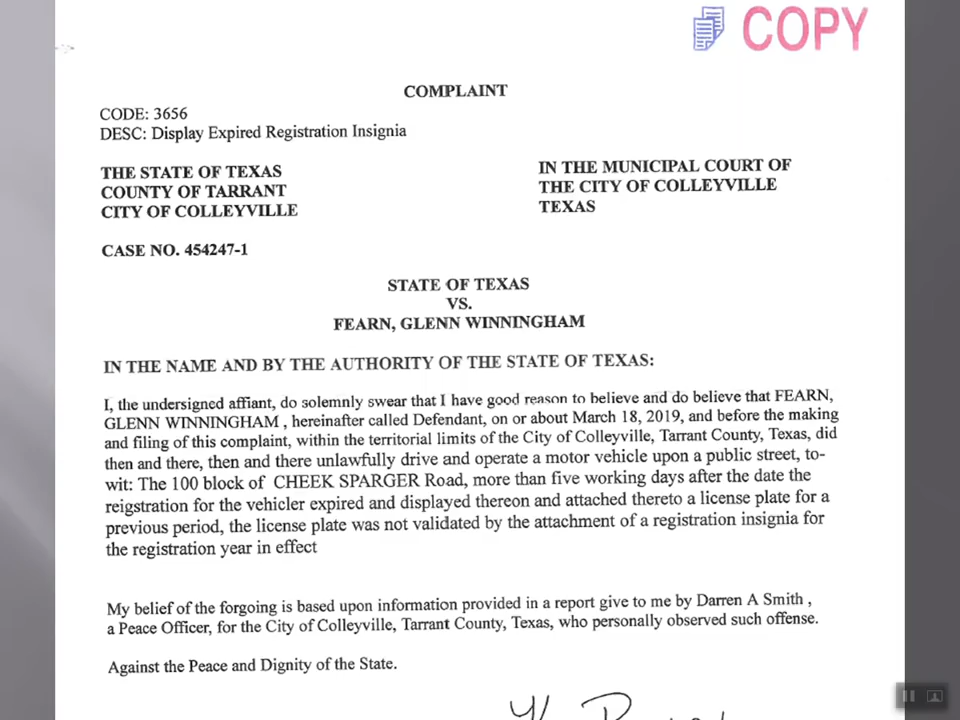 COPY
COMPLAINT
CODE: 3656
DESC: Display Expired Registration Insignia
THE STATE OF TEXAS
COUNTY OF TARRANT
CITY OF COLLEYVILLE
IN THE MUNICIPAL COURT OF
THE CITY OF COLLEYVILLE
TEXAS
CASE NO. 454247-1
STATE OF TEXAS
VS.
FEARN, GLENN WINNINGHAM
IN THE NAME AND BY THE AUTHORITY OF THE STATE OF TEXAS:
I, the undersigned affiant, do solemnly swear that I have good reason to believe and do believe that FEARN,
GLENN WINNINGHAM , hereinafter called Defendant, on or about March 18, 2019, and before the making
and filing of this complaint, within the territorial limits of the City of Colleyville, Tarrant County, Texas, did
then and there, then and there unlawfully drive and operate a motor vehicle upon a public street, to-
wit: The 100 block of CHEEK SPARGER Road, more than five working days after the date the
reigstration for the vehicler expired and displayed thereon and attached thereto a license plate for a
previous period, the license plate was not validated by the attachment of a registration insignia for
the registration year in effect
My belief of the forgoing is based upon information provided in a report give to me by Darren A Smith ,
a Peace Officer, for the City of Colleyville, Tarrant County, Texas, who personally observed such offense.
Against the Peace and Dignity of the State.